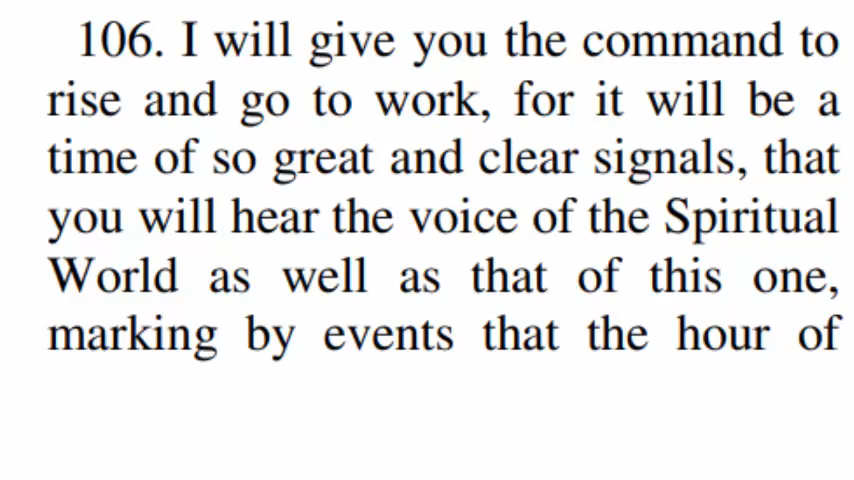 106. I will give you the command to
rise and go to work, for it will be a
time of so great and clear signals, that
you will hear the voice of the Spiritual
World as well as that of this one,
marking by events that the hour of